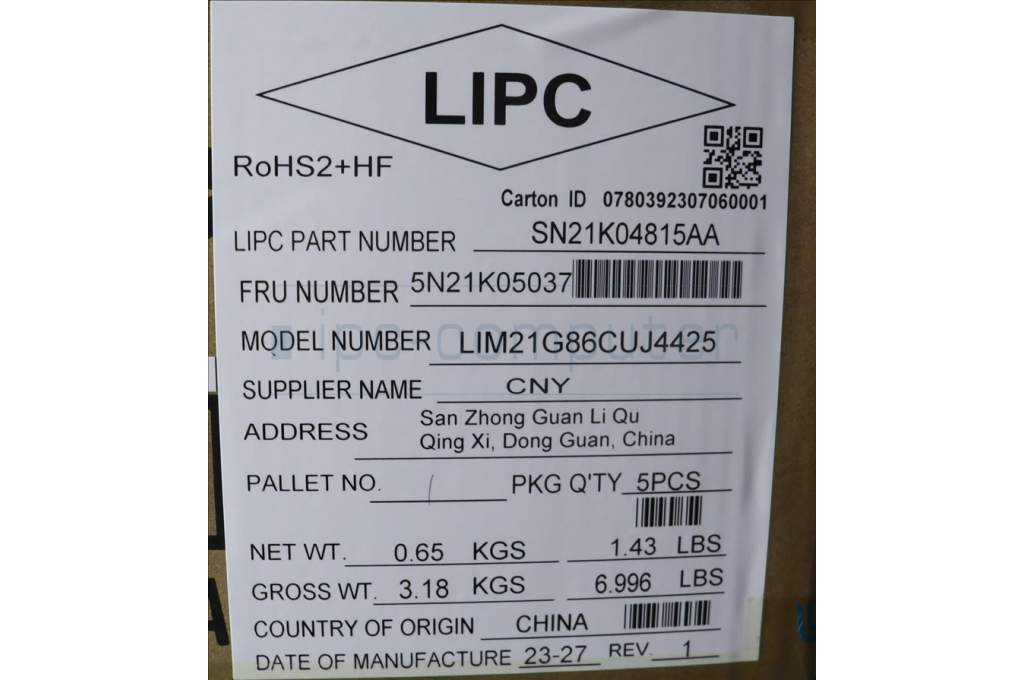 LIPC
RoHS2+HF
Carton ID 0780392307060001
LIPC PART NUMBER SN21K04815AA
FRU NUMBER 5N21K05037
MODEL NUMBER LIM21G86CUJ4425
ipc-computer
SUPPLIER NAME CNY
ADDRESS San Zhong Guan Li Qu
Qing Xi, Dong Guan, China
PALLET NO. / PKG Q'TY 5PCS
NET WT. 0.65 KGS 1.43 LBS
GROSS WT. 3.18 KGS 6.996 LBS
COUNTRY OF ORIGIN CHINA
DATE OF MANUFACTURE 23-27 REV. 1